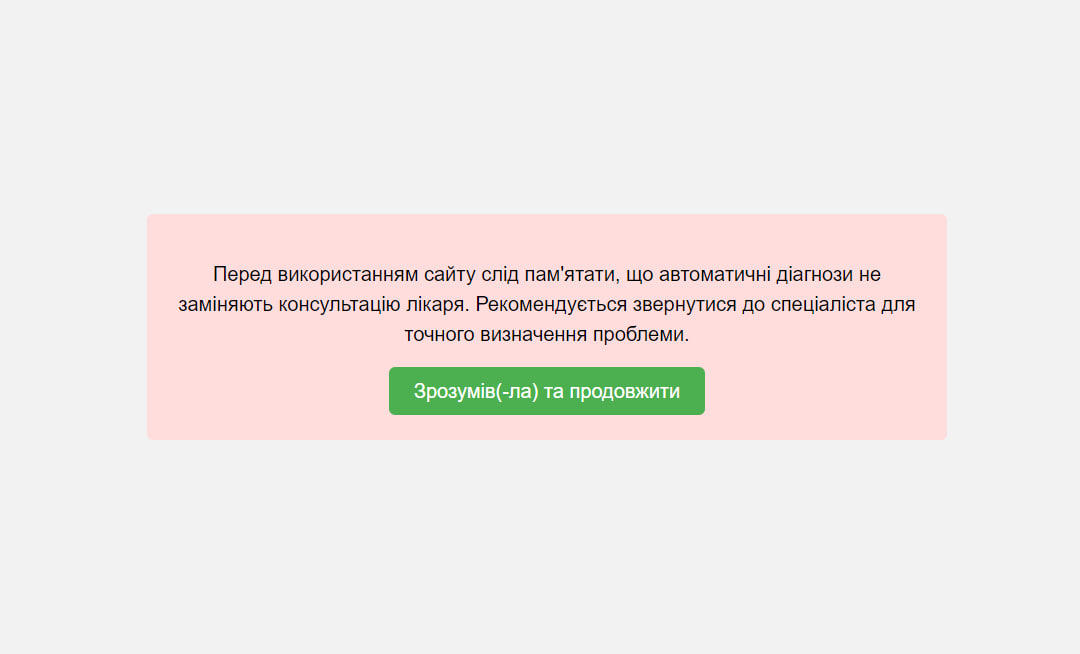 Перед використанням сайту слід пам'ятати, що автоматичні діагнози не
заміняють консультацію лікаря. Рекомендується звернутися до спеціаліста для
точного визначення проблеми.
Зрозумів(-ла) та продовжити